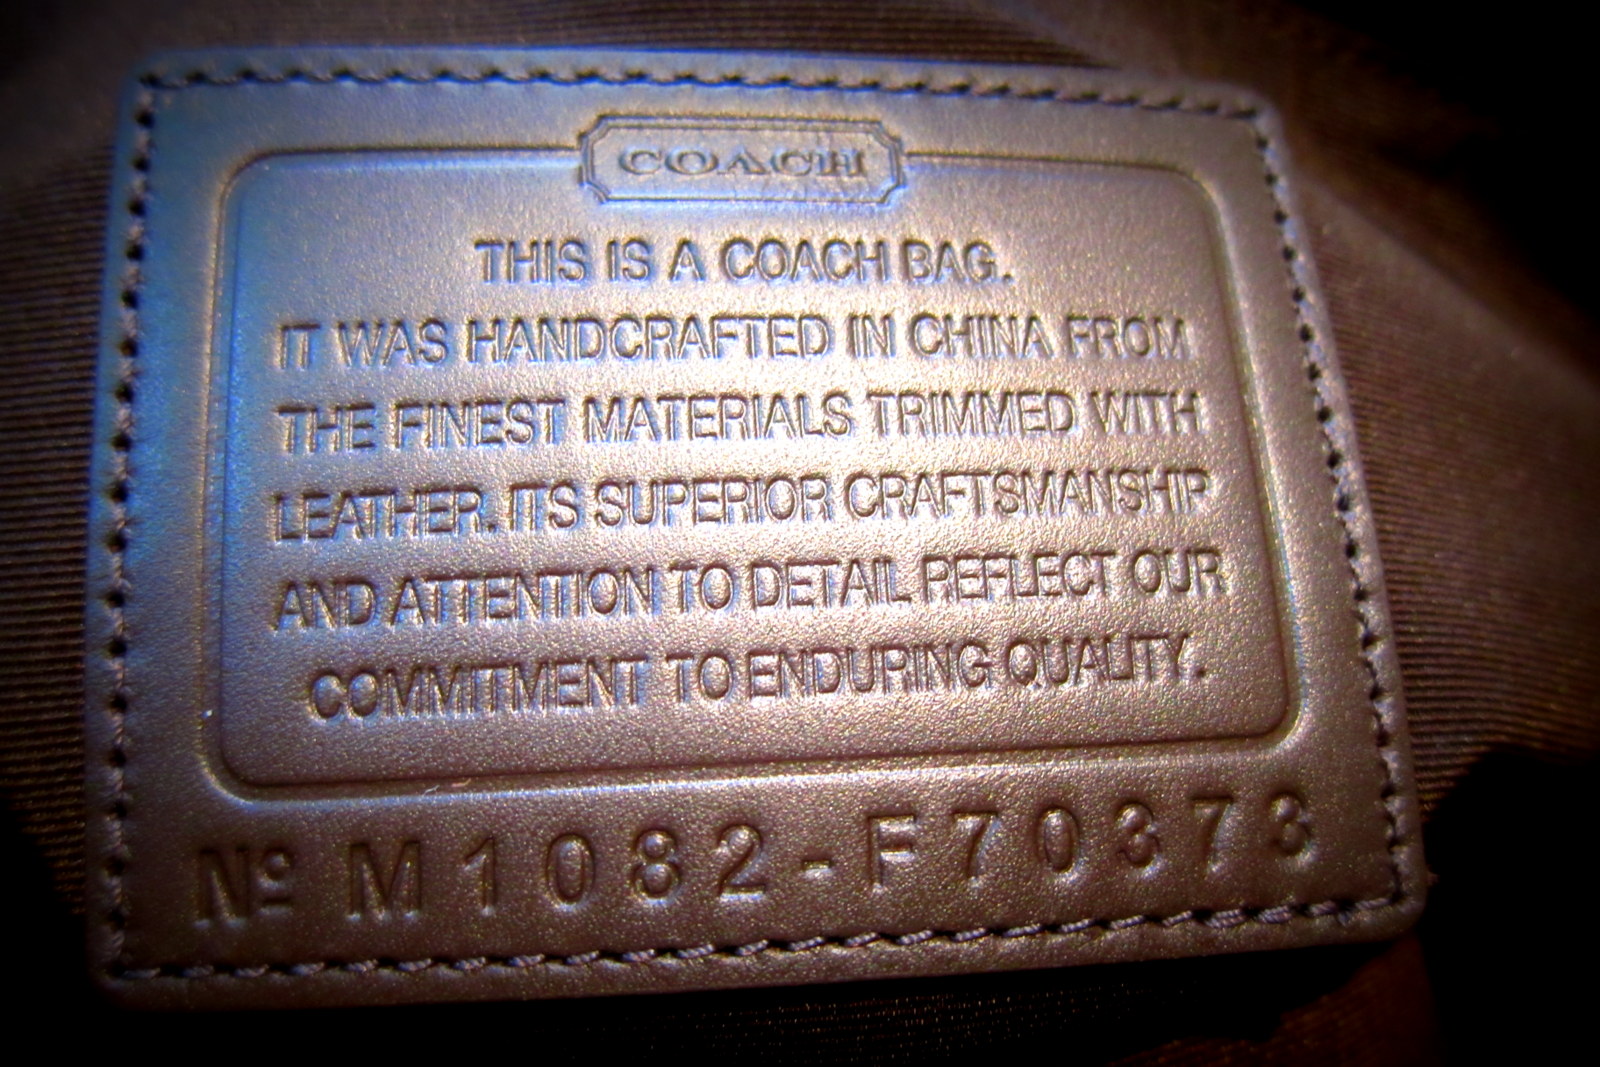 COACH
THIS IS A COACH BAG.
IT WAS HANDCRAFTED IN CHINA FROM
THE FINEST MATERIALS TRIMMED WITH
LEATHER. ITS SUPERIOR CRAFTSMANSHIP
AND ATTENTION TO DETAIL REFLECT OUR
COMMITMENT TO ENDURING QUALITY.
Nº M1082-F70373